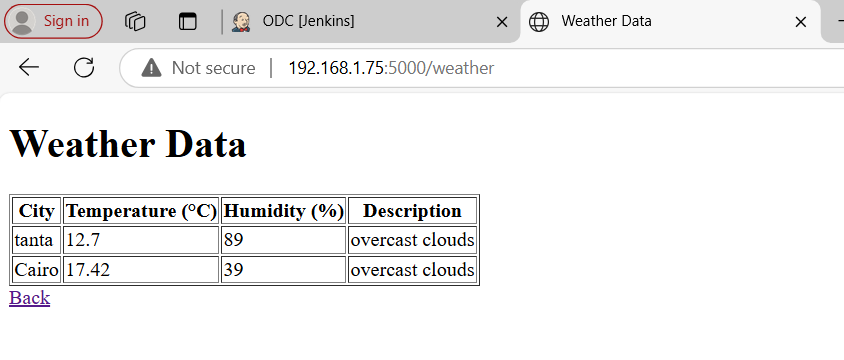 Sign in
ODC [Jenkins]
Weather Data
Not secure
192.168.1.75:5000/weather
Weather Data
City Temperature (°C) Humidity (%) Description
tanta 12.7 89 overcast clouds
Cairo 17.42 39 overcast clouds
Back